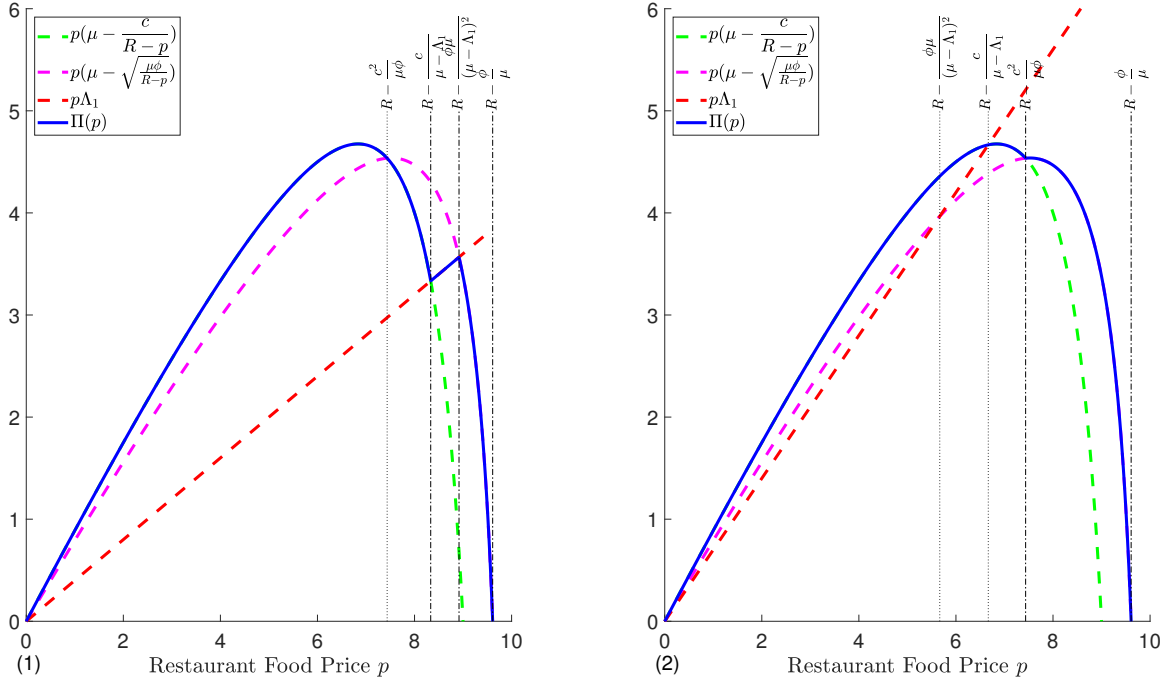 6
5
4
3
2
1
0
p(μ − c/(R−p))
p(μ − √(μϕ/(R−p)))
pΛ₁
Π(p)
R − c²/(μϕ)
R − c/(μ−Λ₁)
R − ϕμ/(μ−Λ₁)²
R − ϕ/μ
0 2 4 6 8 10
(1) Restaurant Food Price p
6
5
4
3
2
1
0
p(μ − c/(R−p))
p(μ − √(μϕ/(R−p)))
pΛ₁
Π(p)
R − ϕμ/(μ−Λ₁)²
R − c/(μ−Λ₁)
R − c²/(μϕ)
R − ϕ/μ
0 2 4 6 8 10
(2) Restaurant Food Price p